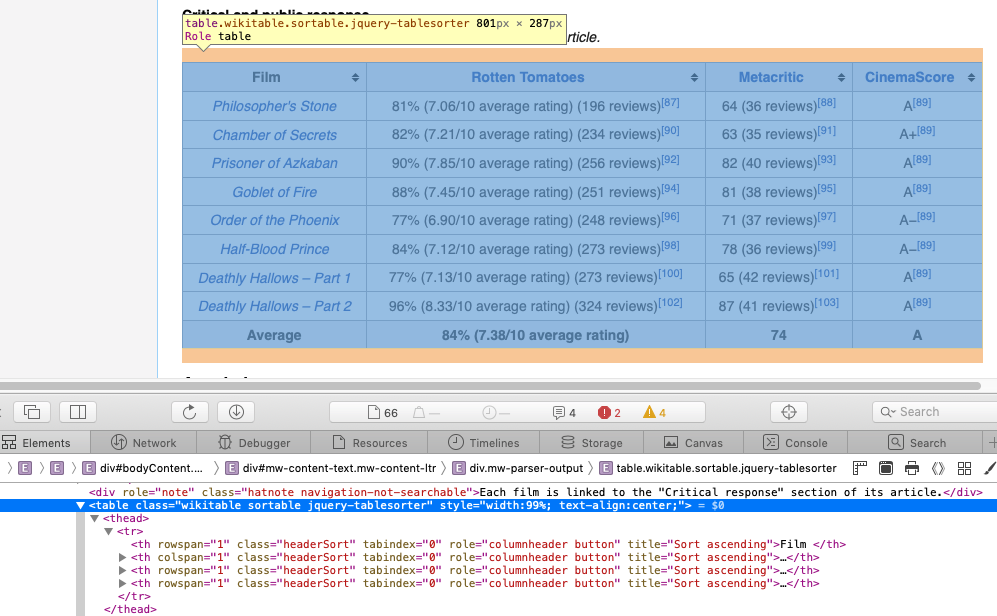 Critical and public response
table.wikitable.sortable.jquery-tablesorter 801px × 287px
Role table
rticle.
Film Rotten Tomatoes Metacritic CinemaScore
Philosopher's Stone 81% (7.06/10 average rating) (196 reviews)[87] 64 (36 reviews)[88] A[89]
Chamber of Secrets 82% (7.21/10 average rating) (234 reviews)[90] 63 (35 reviews)[91] A+[89]
Prisoner of Azkaban 90% (7.85/10 average rating) (256 reviews)[92] 82 (40 reviews)[93] A[89]
Goblet of Fire 88% (7.45/10 average rating) (251 reviews)[94] 81 (38 reviews)[95] A[89]
Order of the Phoenix 77% (6.90/10 average rating) (248 reviews)[96] 71 (37 reviews)[97] A−[89]
Half-Blood Prince 84% (7.12/10 average rating) (273 reviews)[98] 78 (36 reviews)[99] A−[89]
Deathly Hallows – Part 1 77% (7.13/10 average rating) (273 reviews)[100] 65 (42 reviews)[101] A[89]
Deathly Hallows – Part 2 96% (8.33/10 average rating) (324 reviews)[102] 87 (41 reviews)[103] A[89]
Average 84% (7.38/10 average rating) 74 A
66 — — 4 2 4 Search
Elements Network Debugger Resources Timelines Storage Canvas Console Search
E E E div#bodyContent.... E div#mw-content-text.mw-content-ltr E div.mw-parser-output E table.wikitable.sortable.jquery-tablesorter
<div role="note" class="hatnote navigation-not-searchable">Each film is linked to the "Critical response" section of its article.</div>
<table class="wikitable sortable jquery-tablesorter" style="width:99%; text-align:center;"> = $0
<thead>
<tr>
<th rowspan="1" class="headerSort" tabindex="0" role="columnheader button" title="Sort ascending">Film </th>
<th colspan="1" class="headerSort" tabindex="0" role="columnheader button" title="Sort ascending">…</th>
<th rowspan="1" class="headerSort" tabindex="0" role="columnheader button" title="Sort ascending">…</th>
<th rowspan="1" class="headerSort" tabindex="0" role="columnheader button" title="Sort ascending">…</th>
</tr>
</thead>